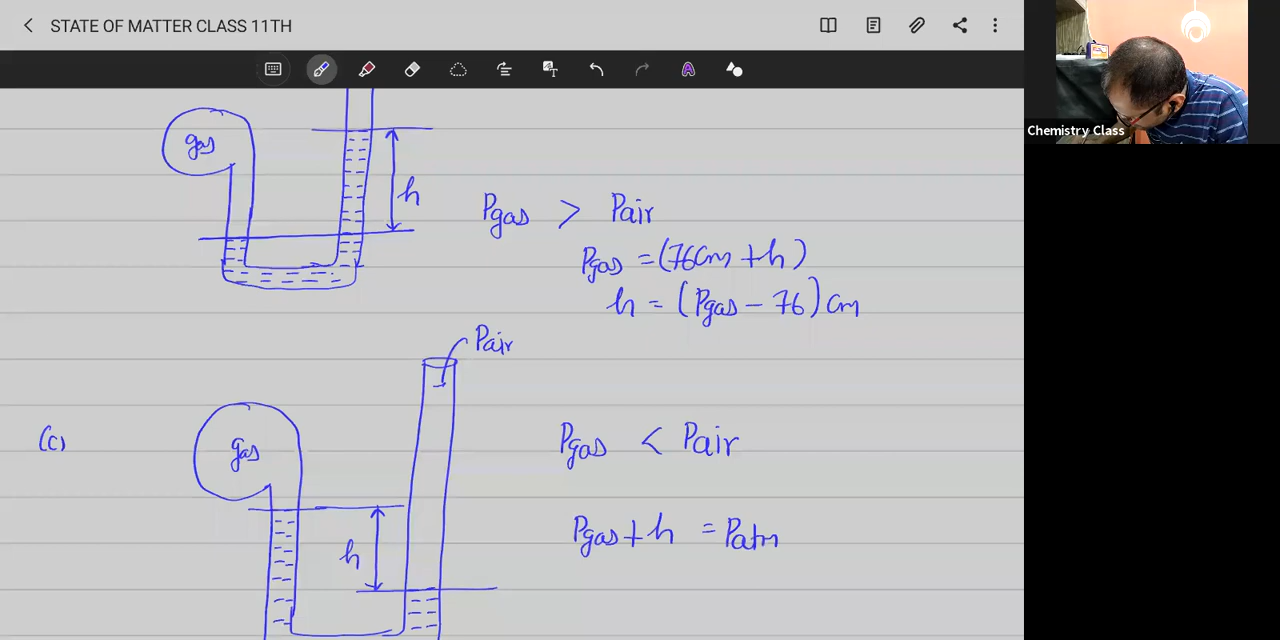 STATE OF MATTER CLASS 11TH
Chemistry Class
gas
h
Pgas > Pair
Pgas = (76cm + h)
h = (Pgas - 76) cm
Pair
(c)
gas
Pgas < Pair
h
Pgas + h = Patm